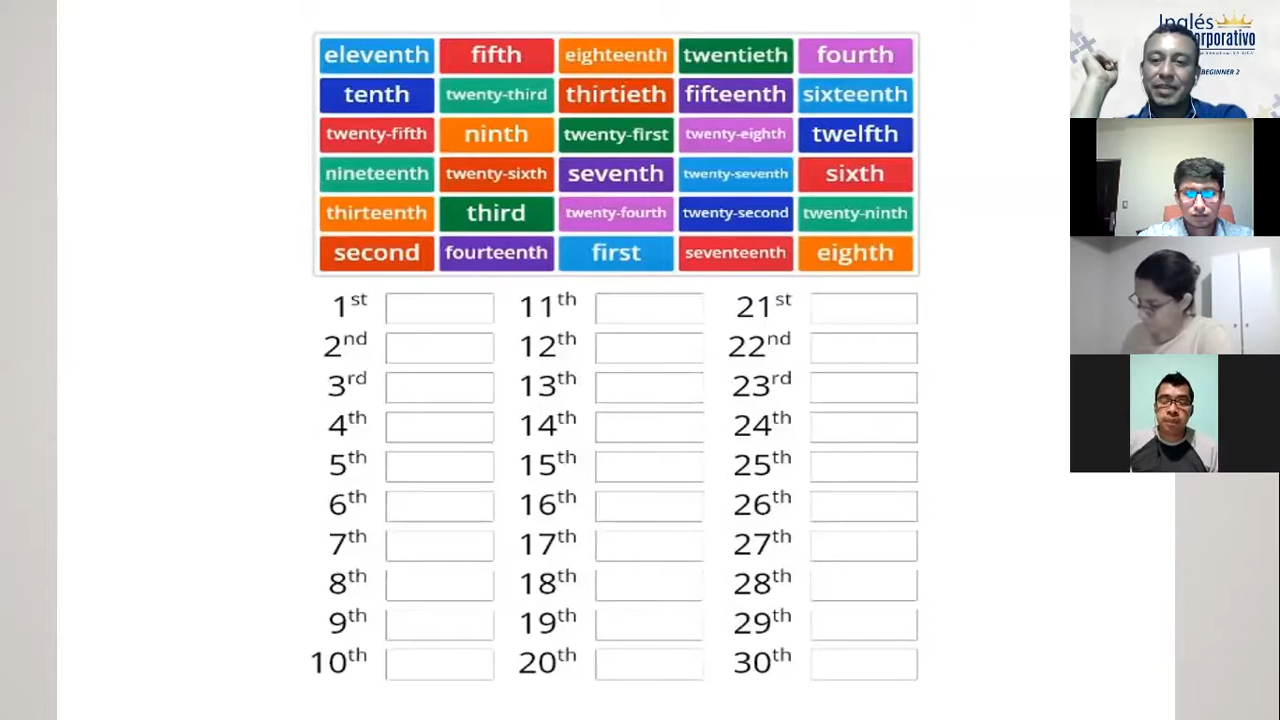 eleventh fifth eighteenth twentieth fourth
tenth twenty-third thirtieth fifteenth sixteenth
twenty-fifth ninth twenty-first twenty-eighth twelfth
nineteenth twenty-sixth seventh twenty-seventh sixth
thirteenth third twenty-fourth twenty-second twenty-ninth
second fourteenth first seventeenth eighth
1st 11th 21st
2nd 12th 22nd
3rd 13th 23rd
4th 14th 24th
5th 15th 25th
6th 16th 26th
7th 17th 27th
8th 18th 28th
9th 19th 29th
10th 20th 30th
Inglés
rporativo
BEGINNER 2